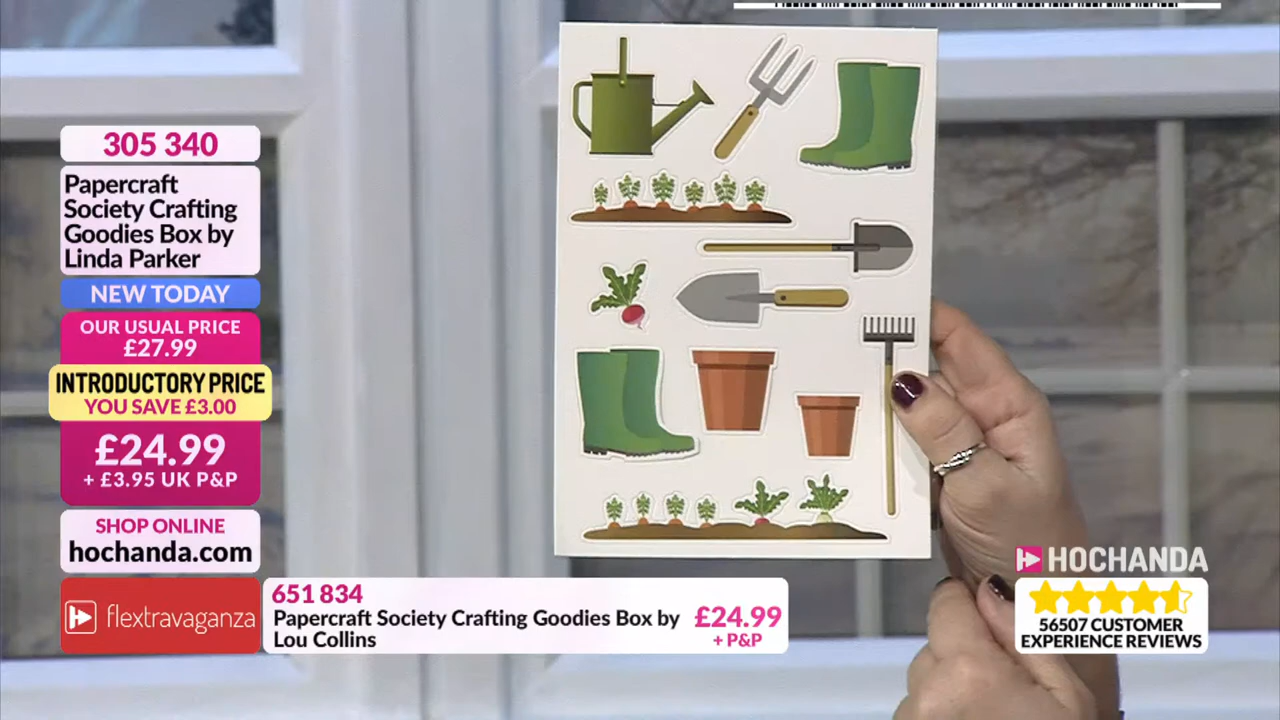 305 340
Papercraft
Society Crafting
Goodies Box by
Linda Parker
NEW TODAY
OUR USUAL PRICE
£27.99
INTRODUCTORY PRICE
YOU SAVE £3.00
£24.99
+ £3.95 UK P&P
SHOP ONLINE
hochanda.com
flextravaganza
651 834
Papercraft Society Crafting Goodies Box by
Lou Collins
£24.99
+ P&P
HOCHANDA
56507 CUSTOMER
EXPERIENCE REVIEWS